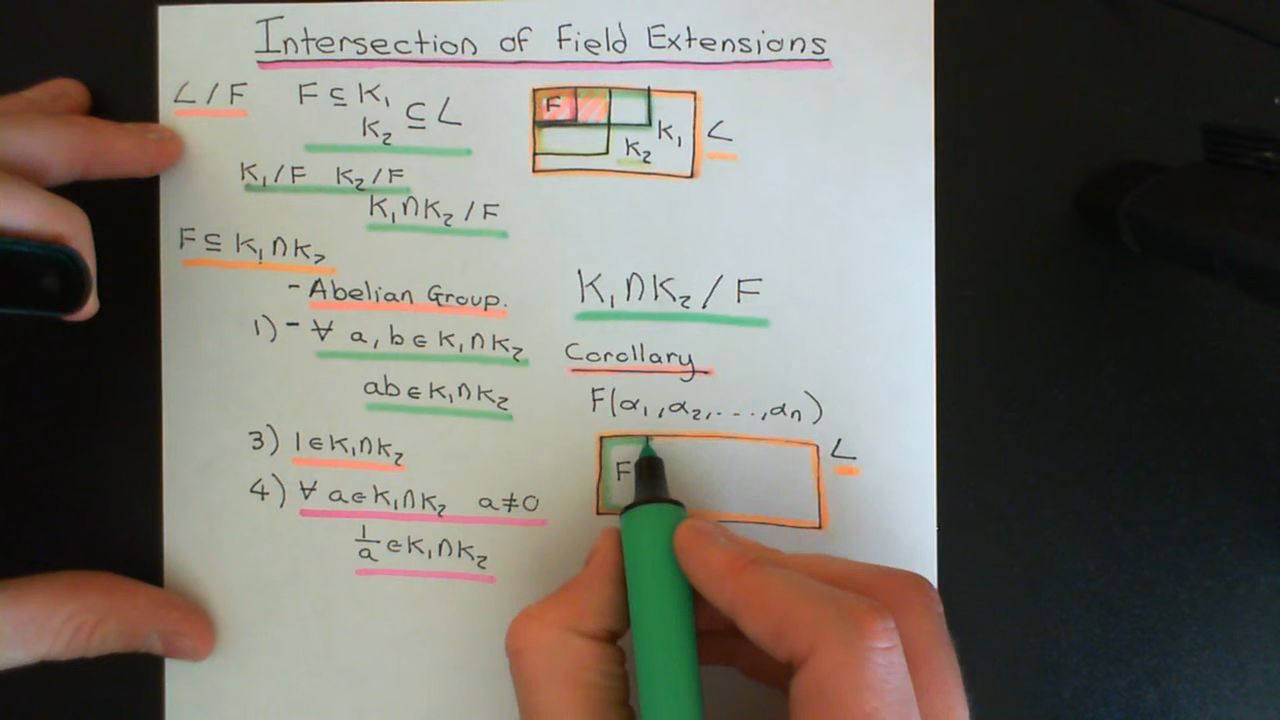 Intersection of Field Extensions
L/F F ⊆ K₁
K₂ ⊆ L
F
K₁
K₂
L
K₁/F K₂/F
K₁∩K₂/F
F ⊆ K₁∩K₂
- Abelian Group.
1) - ∀ a, b ∈ K₁∩K₂
ab ∈ K₁∩K₂
3) 1 ∈ K₁∩K₂
4) ∀ a ∈ K₁∩K₂ a ≠ 0
1/a ∈ K₁∩K₂
K₁∩K₂ / F
Corollary
F(α₁, α₂, ..., αn)
L
F